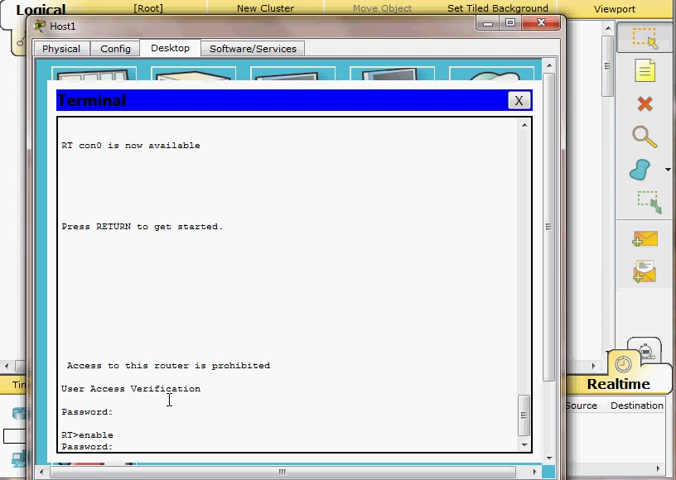 Logical
[Root]
New Cluster
Move Object
Set Tiled Background
Viewport
Host1
Physical
Config
Desktop
Software/Services
Terminal
X
RT con0 is now available
Press RETURN to get started.
Access to this router is prohibited
User Access Verification
Password:
RT>enable
Password:
Realtime
Source
Destination